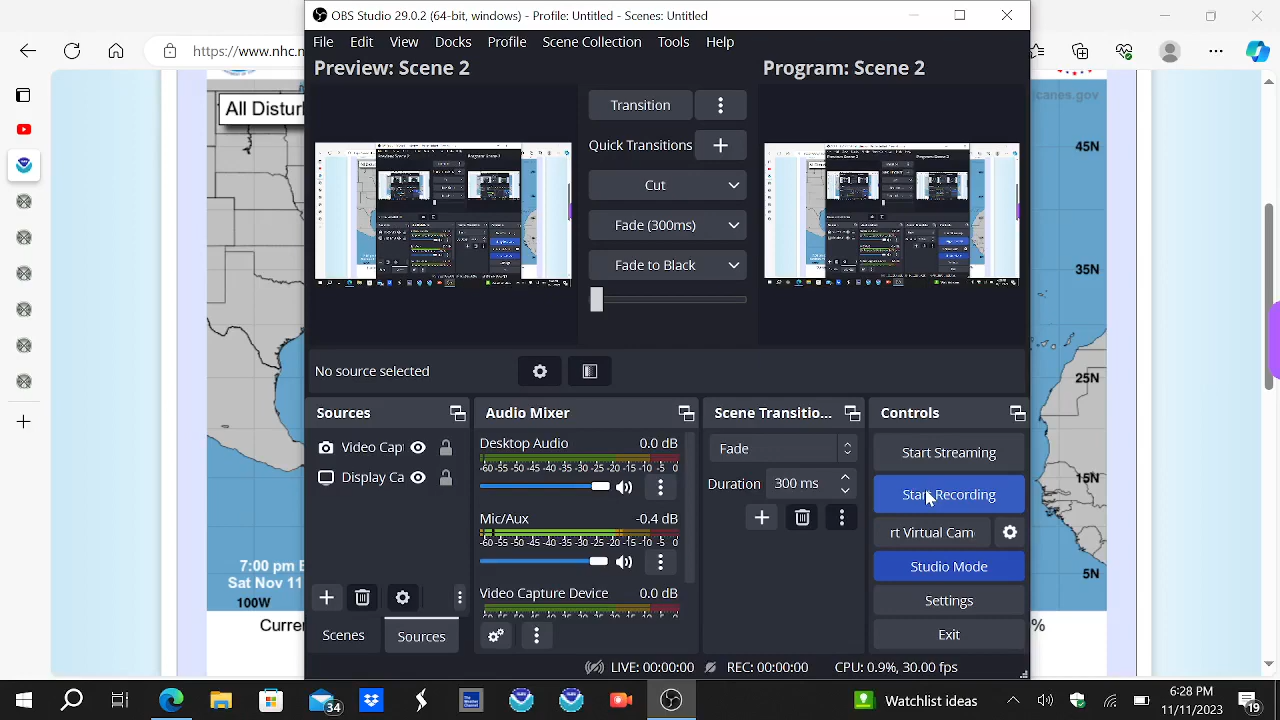 OBS Studio 29.0.2 (64-bit, windows) - Profile: Untitled - Scenes: Untitled
File Edit View Docks Profile Scene Collection Tools Help
https://www.nhc.n
Preview: Scene 2
Program: Scene 2
All Disturb
canes.gov
Transition
Quick Transitions
Cut
Fade (300ms)
Fade to Black
45N
35N
25N
15N
5N
No source selected
Sources
Video Cap
Display Ca
Scenes
Sources
Audio Mixer
Desktop Audio 0.0 dB
-60 -55 -50 -45 -40 -35 -30 -25 -20 -15 -10 -5 0
Mic/Aux -0.4 dB
-60 -55 -50 -45 -40 -35 -30 -25 -20 -15 -10 -5 0
Video Capture Device 0.0 dB
Scene Transitio...
Fade
Duration 300 ms
Controls
Start Streaming
Start Recording
rt Virtual Cam
Studio Mode
Settings
Exit
7:00 pm E
Sat Nov 11
100W
Curren
%
LIVE: 00:00:00
REC: 00:00:00
CPU: 0.9%, 30.00 fps
34
Watchlist ideas
6:28 PM
11/11/2023
19